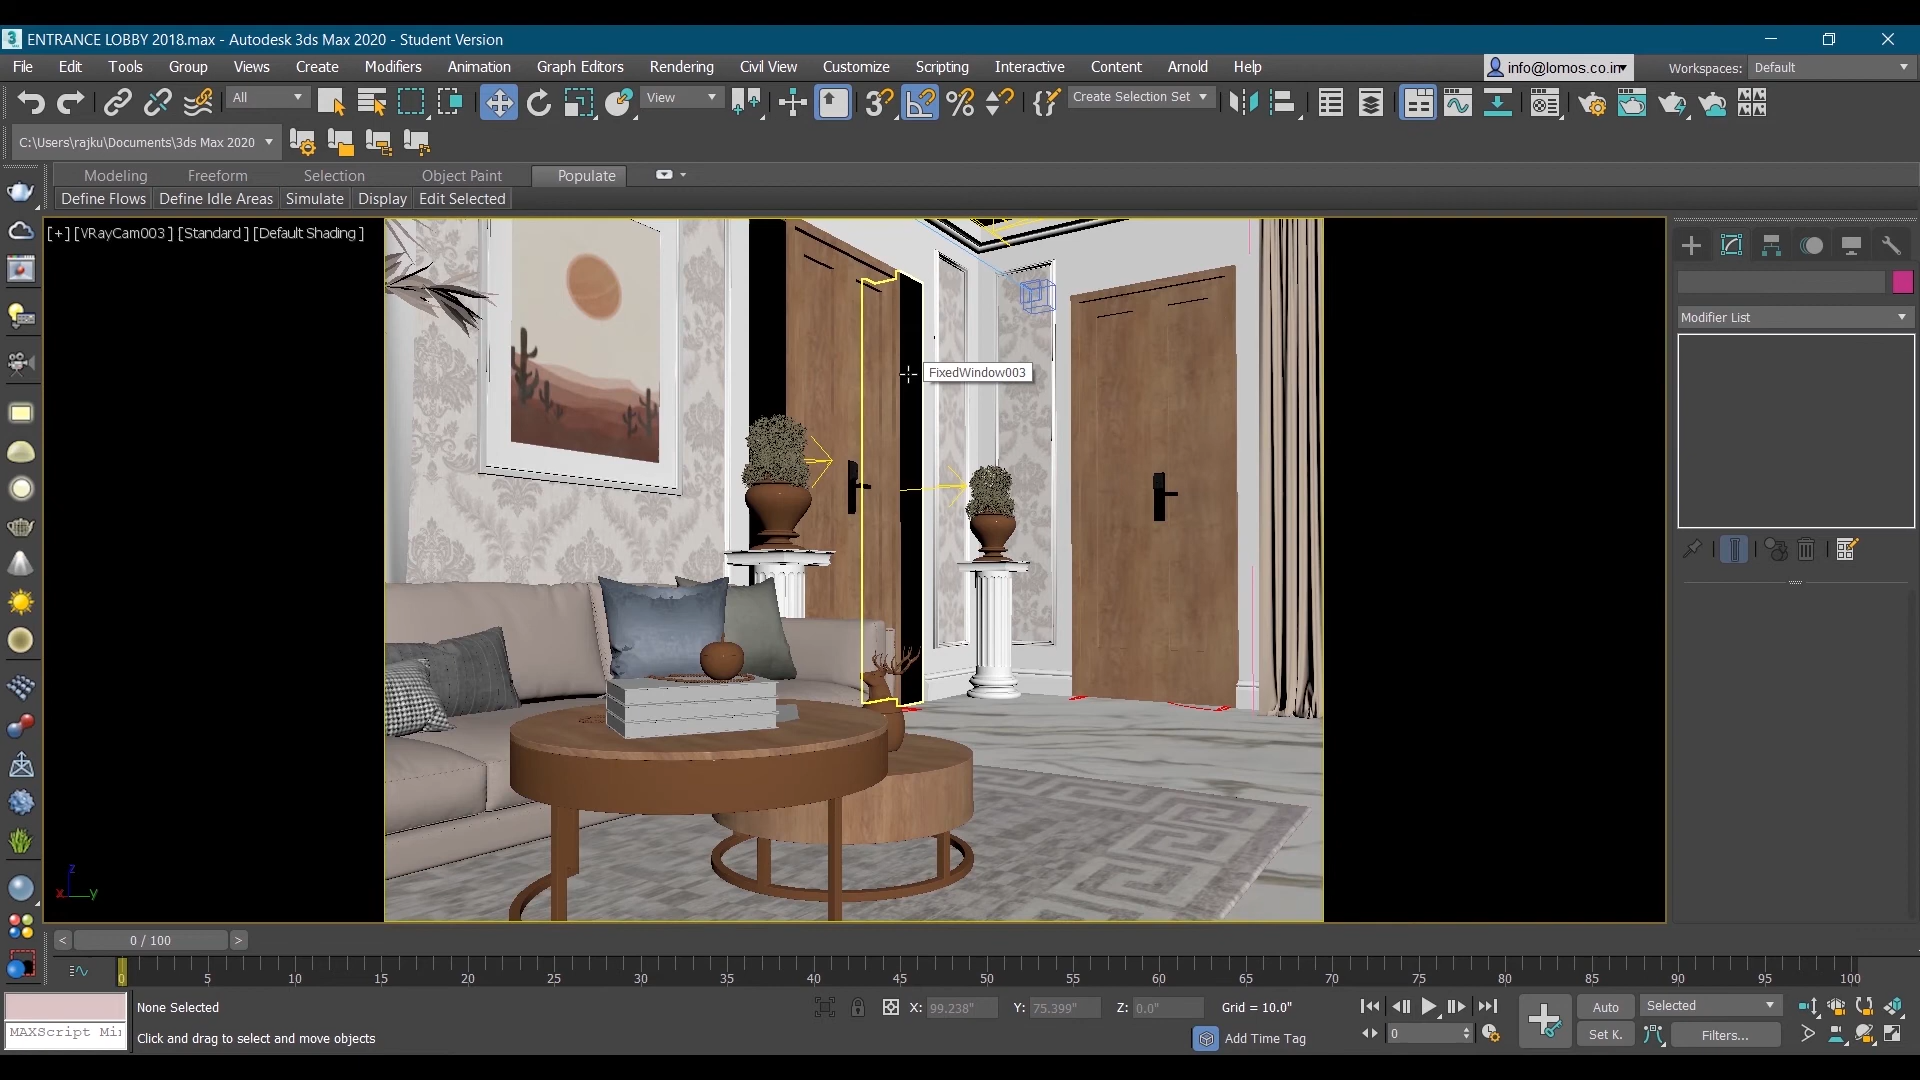 ENTRANCE LOBBY 2018.max - Autodesk 3ds Max 2020 - Student Version
File Edit Tools Group Views Create Modifiers Animation Graph Editors Rendering Civil View Customize Scripting Interactive Content Arnold Help info@lomos.co.in Workspaces: Default
All View Create Selection Set
C:\Users\rajku\Documents\3ds Max 2020
Modeling Freeform Selection Object Paint Populate
Define Flows Define Idle Areas Simulate Display Edit Selected
[+] [VRayCam003 ] [Standard ] [Default Shading ]
Modifier List
FixedWindow003
z
x y
< 0 / 100 >
0 5 10 15 20 25 30 35 40 45 50 55 60 65 70 75 80 85 90 95 100
None Selected X: 99.238" Y: 75.399" Z: 0.0" Grid = 10.0" Auto Selected
MAXScript Mi
Click and drag to select and move objects Add Time Tag 0 Set K. Filters...